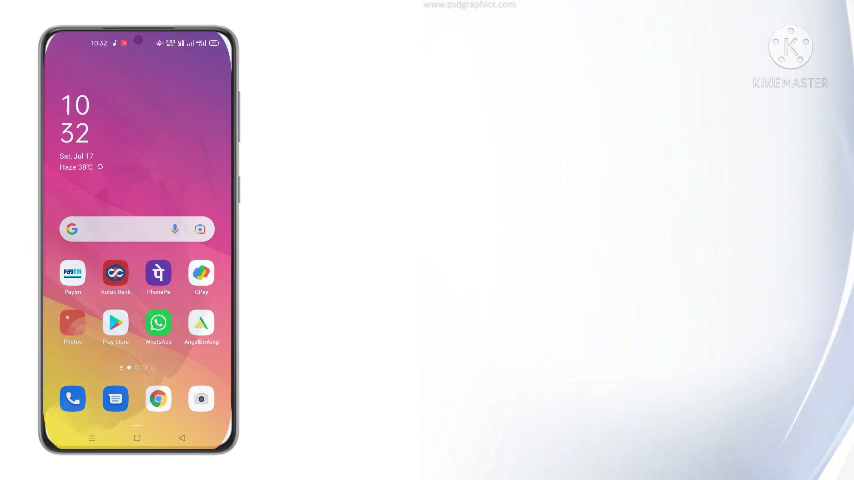 www.psdgraphics.com
KINEMASTER
10:32
10
32
Sat, Jul 17
Haze 38°C
Paytm
Kotak Bank
PhonePe
GPay
Photos
Play Store
WhatsApp
AngelBroking